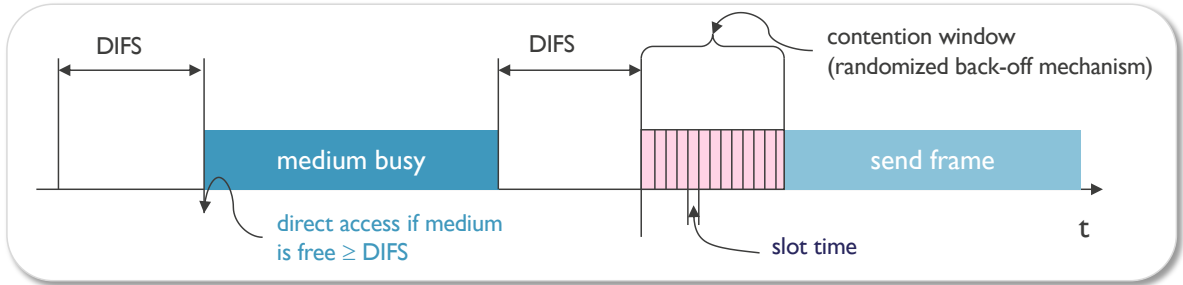 DIFS
DIFS
contention window
(randomized back-off mechanism)
medium busy
send frame
direct access if medium
is free ≥ DIFS
slot time
t